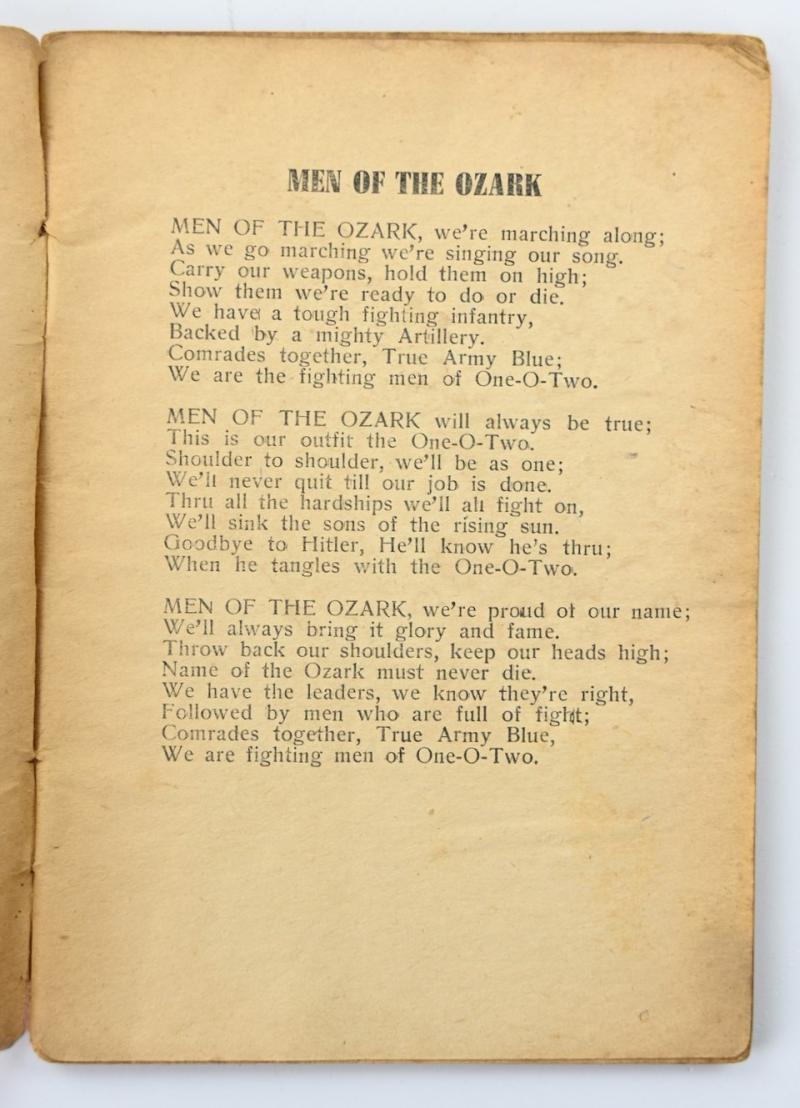 MEN OF THE OZARK
MEN OF THE OZARK, we're marching along;
As we go marching we're singing our song.
Carry our weapons, hold them on high;
Show them we're ready to do or die.
We have a tough fighting infantry,
Backed by a mighty Artillery.
Comrades together, True Army Blue;
We are the fighting men of One-O-Two.
MEN OF THE OZARK will always be true;
This is our outfit the One-O-Two.
Shoulder to shoulder, we'll be as one;
We'll never quit till our job is done.
Thru all the hardships we'll all fight on,
We'll sink the sons of the rising sun.
Goodbye to Hitler, He'll know he's thru;
When he tangles with the One-O-Two.
MEN OF THE OZARK, we're proud of our name;
We'll always bring it glory and fame.
Throw back our shoulders, keep our heads high;
Name of the Ozark must never die.
We have the leaders, we know they're right,
Followed by men who are full of fight;
Comrades together, True Army Blue,
We are fighting men of One-O-Two.